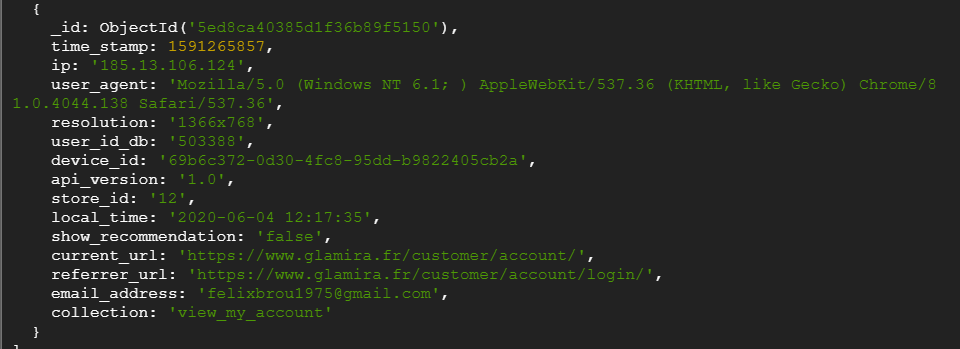 {
_id: ObjectId('5ed8ca40385d1f36b89f5150'),
time_stamp: 1591265857,
ip: '185.13.106.124',
user_agent: 'Mozilla/5.0 (Windows NT 6.1; ) AppleWebKit/537.36 (KHTML, like Gecko) Chrome/8
1.0.4044.138 Safari/537.36',
resolution: '1366x768',
user_id_db: '503388',
device_id: '69b6c372-0d30-4fc8-95dd-b9822405cb2a',
api_version: '1.0',
store_id: '12',
local_time: '2020-06-04 12:17:35',
show_recommendation: 'false',
current_url: 'https://www.glamira.fr/customer/account/',
referrer_url: 'https://www.glamira.fr/customer/account/login/',
email_address: 'felixbrou1975@gmail.com',
collection: 'view_my_account'
}